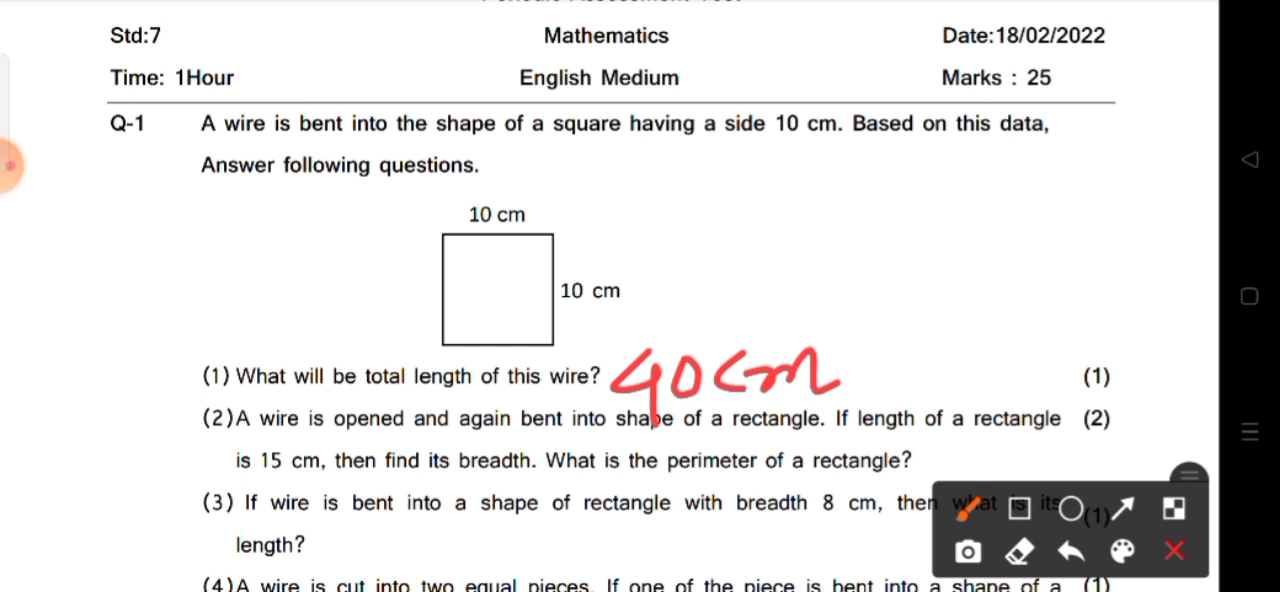 Std:7 Mathematics Date:18/02/2022
Time: 1Hour English Medium Marks : 25
Q-1 A wire is bent into the shape of a square having a side 10 cm. Based on this data,
Answer following questions.
10 cm
10 cm
(1) What will be total length of this wire? 40cm (1)
(2)A wire is opened and again bent into shape of a rectangle. If length of a rectangle (2)
is 15 cm, then find its breadth. What is the perimeter of a rectangle?
(3) If wire is bent into a shape of rectangle with breadth 8 cm, then what is its (1)
length?
(4)A wire is cut into two equal pieces. If one of the piece is bent into a shape of a (1)